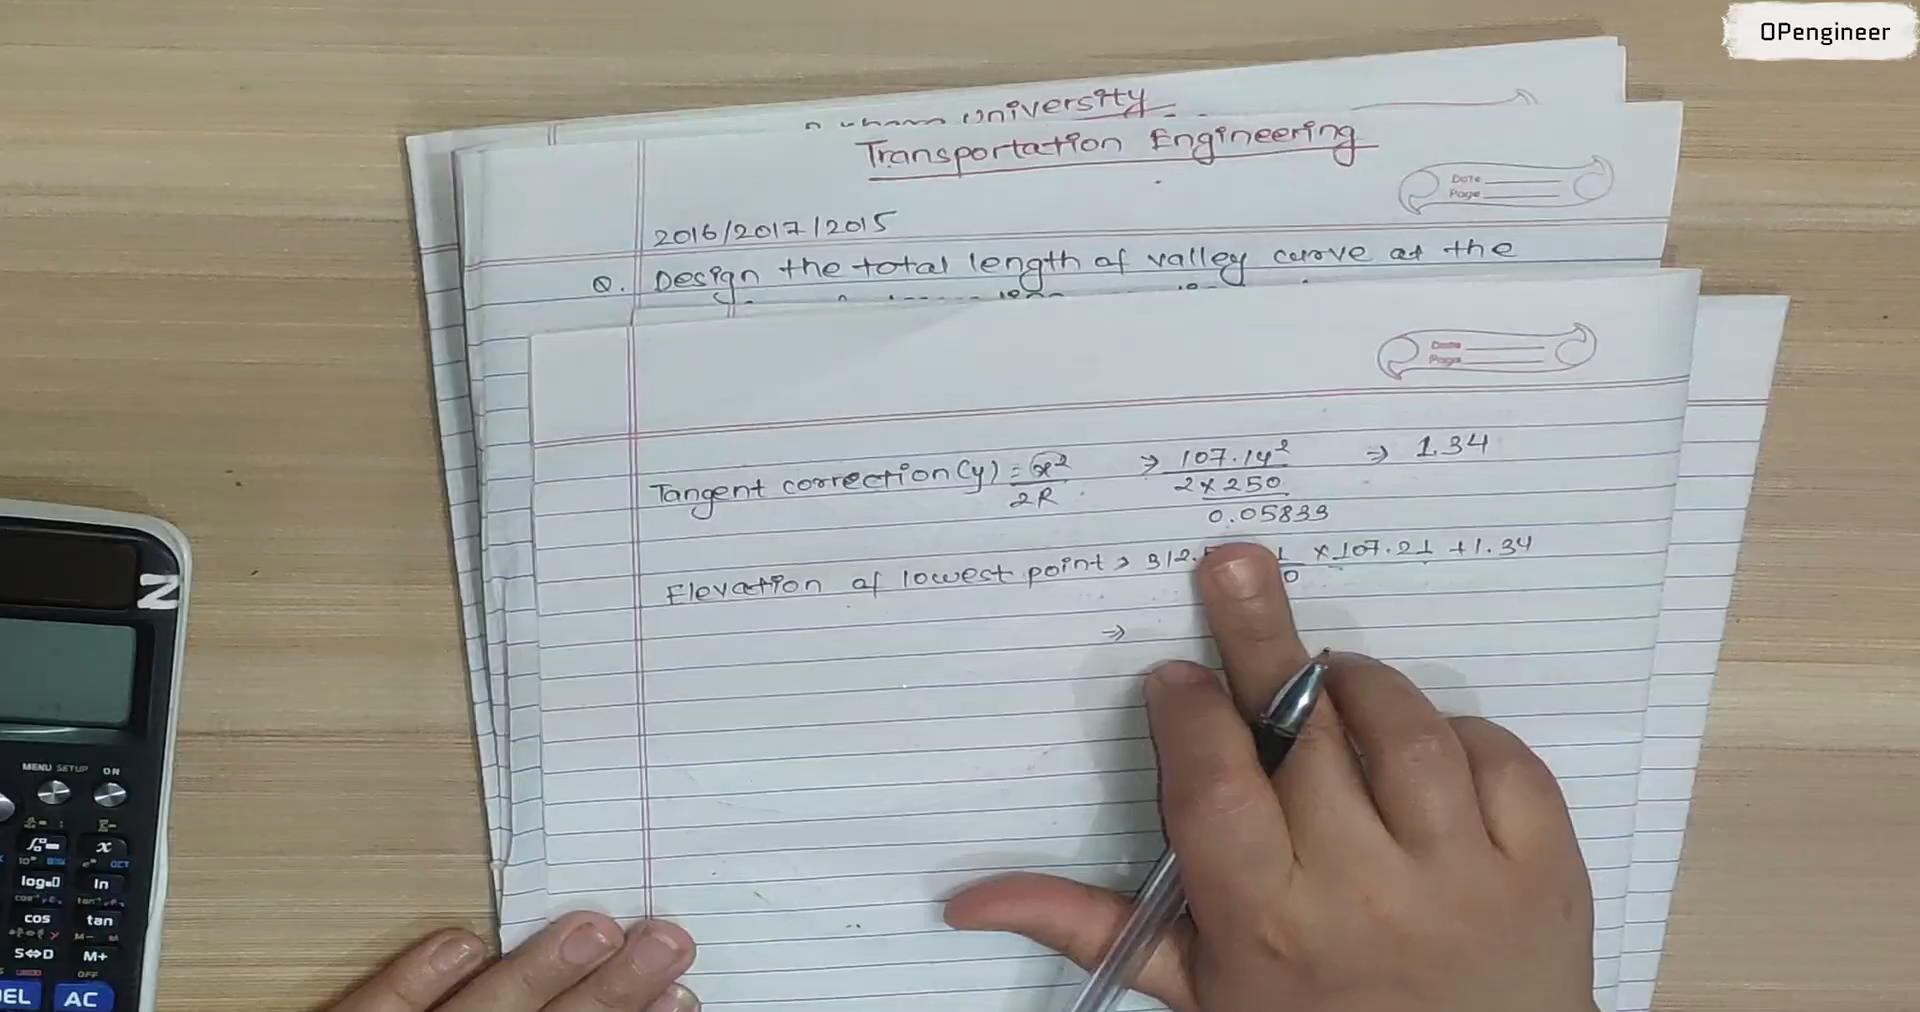 OPengineer
University
Transportation Engineering
Date
Page
2016/2017/2015
Q. Design the total length of valley curve at the
Date
Page
Tangent correction (y) = x²/2R → 107.14²/(2×250/0.05833) ⇒ 1.34
Elevation of lowest point → 312. ×107.21 +1.34
⇒
N
MENU SETUP ON
x
log ln
cos tan
S⇔D M+
OFF
DEL AC